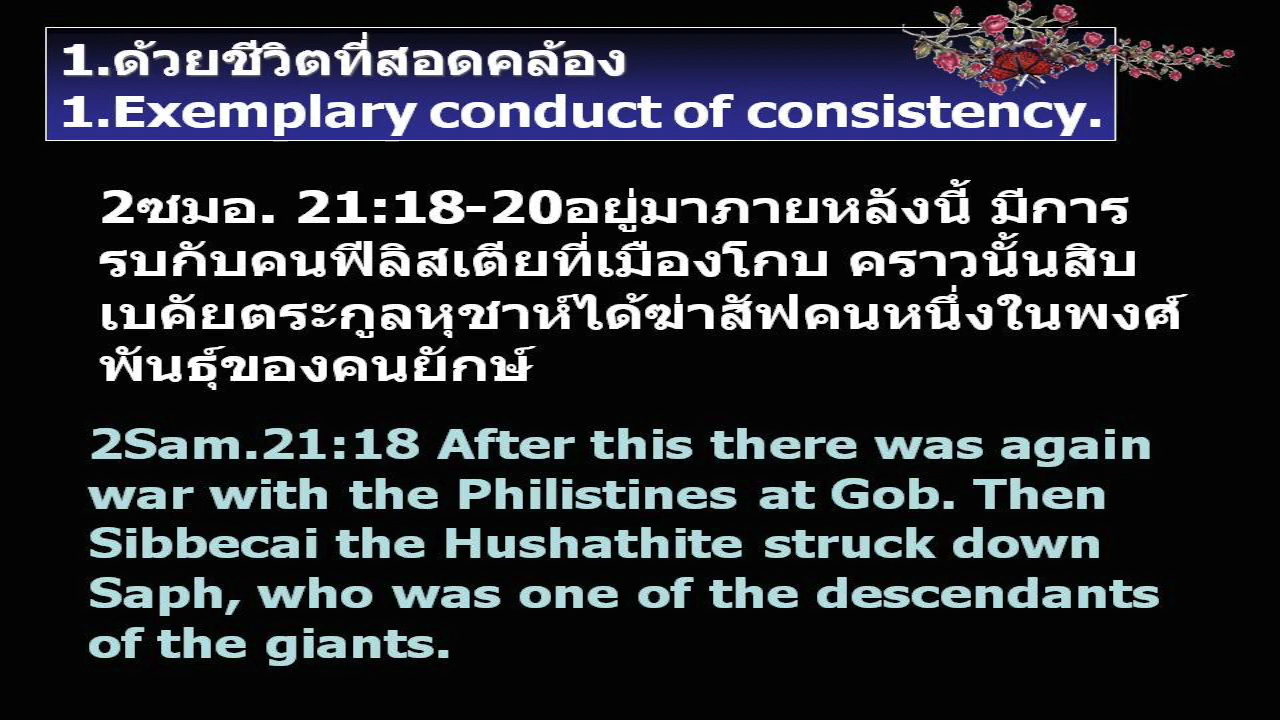 1.ด้วยชีวิตที่สอดคล้อง
1.Exemplary conduct of consistency.
2ซมอ. 21:18-20อยู่มาภายหลังนี้ มีการ
รบกับคนฟีลิสเตียที่เมืองโกบ คราวนั้นสิบ
เบคัยตระกูลหุชาห์ได้ฆ่าสัฟคนหนึ่งในพงศ์
พันธุ์ของคนยักษ์
2Sam.21:18 After this there was again
war with the Philistines at Gob. Then
Sibbecai the Hushathite struck down
Saph, who was one of the descendants
of the giants.